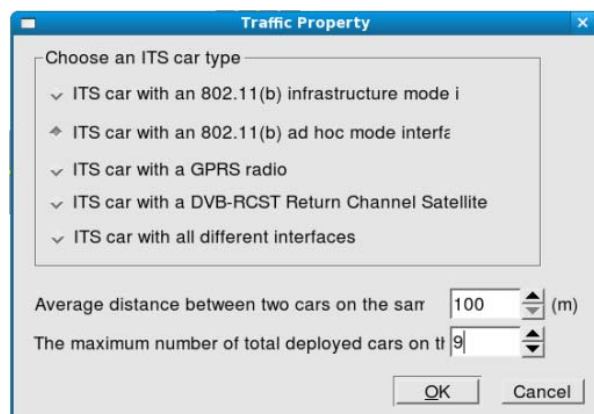 Traffic Property
Choose an ITS car type
ITS car with an 802.11(b) infrastructure mode i
ITS car with an 802.11(b) ad hoc mode interfa
ITS car with a GPRS radio
ITS car with a DVB-RCST Return Channel Satellite
ITS car with all different interfaces
Average distance between two cars on the sam 100 (m)
The maximum number of total deployed cars on th 9
OK Cancel